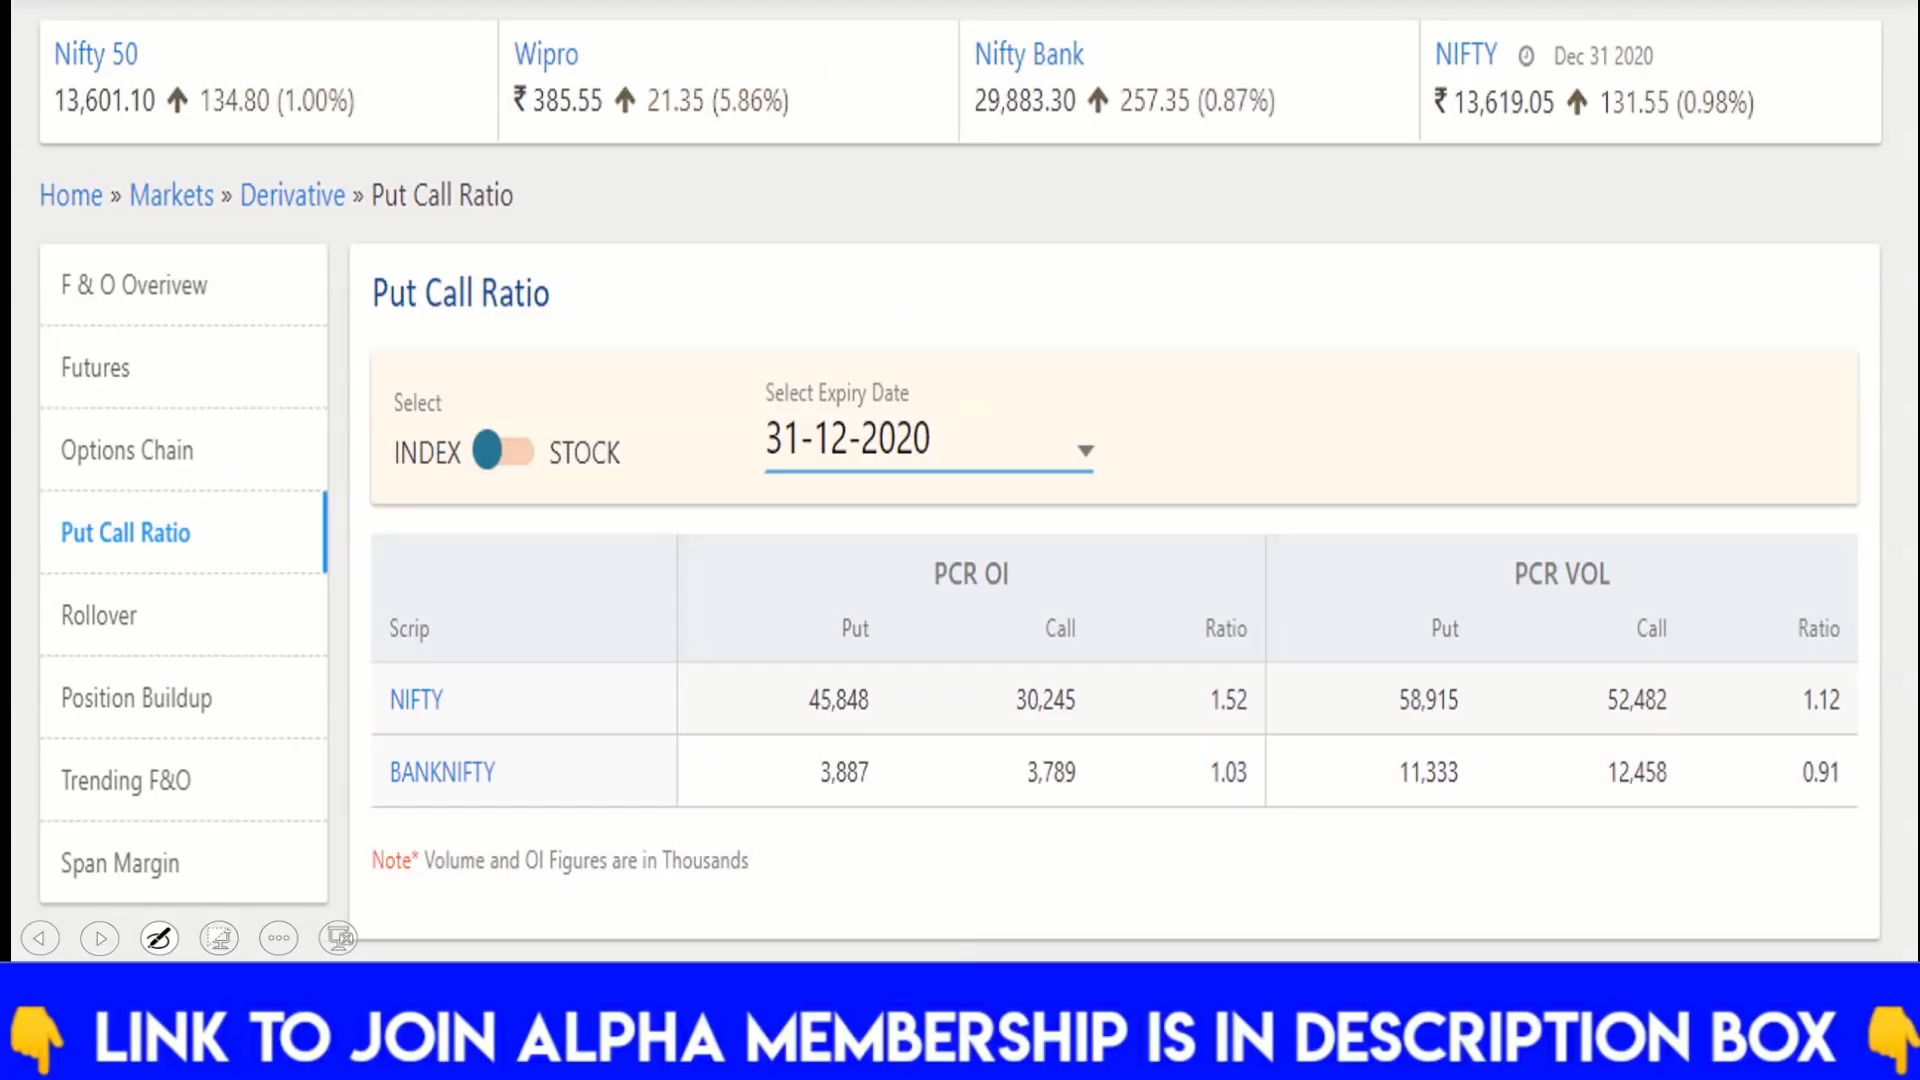 Nifty 50
13,601.10 134.80 (1.00%)
Wipro
₹ 385.55 21.35 (5.86%)
Nifty Bank
29,883.30 257.35 (0.87%)
NIFTY Dec 31 2020
₹ 13,619.05 131.55 (0.98%)
Home » Markets » Derivative » Put Call Ratio
F & O Overivew
Futures
Options Chain
Put Call Ratio
Rollover
Position Buildup
Trending F&O
Span Margin
Put Call Ratio
Select
INDEX STOCK
Select Expiry Date
31-12-2020
PCR OI PCR VOL
Scrip Put Call Ratio Put Call Ratio
NIFTY 45,848 30,245 1.52 58,915 52,482 1.12
BANKNIFTY 3,887 3,789 1.03 11,333 12,458 0.91
Note* Volume and OI Figures are in Thousands
LINK TO JOIN ALPHA MEMBERSHIP IS IN DESCRIPTION BOX